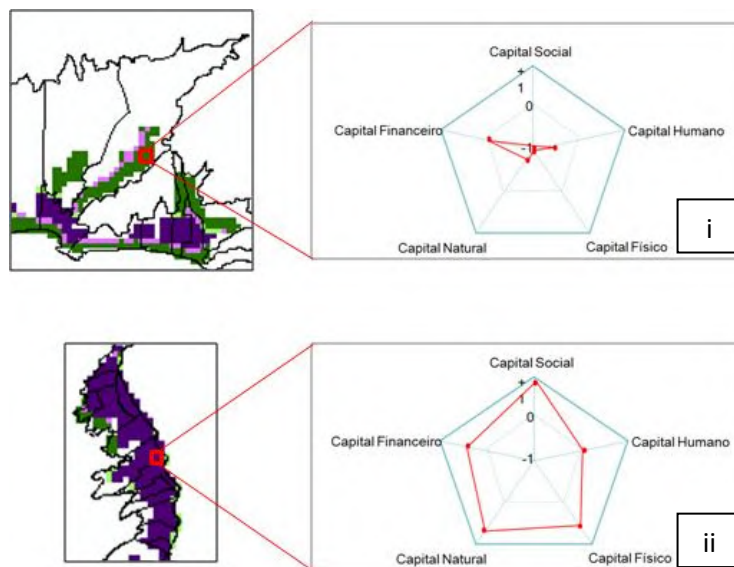 Capital Social
+
1
0
-1
Capital Financeiro
Capital Humano
Capital Natural
Capital Físico
i
Capital Social
+
1
0
-1
Capital Financeiro
Capital Humano
Capital Natural
Capital Físico
ii